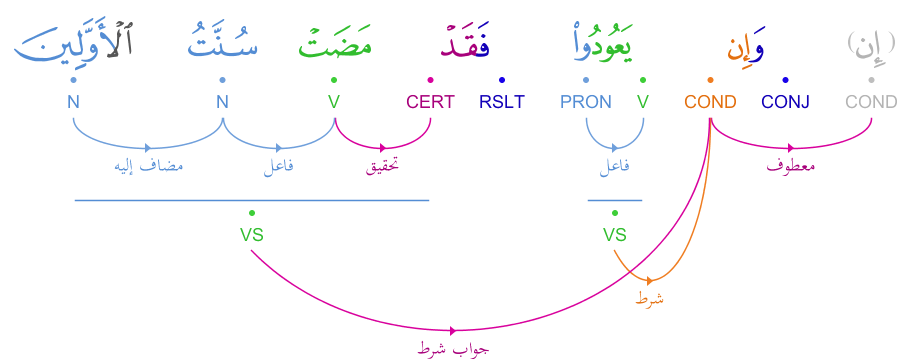 (إِن) وَإِن يَعُودُوا۟ فَقَدْ مَضَتْ سُنَّتُ ٱلْأَوَّلِينَ
COND CONJ COND V PRON RSLT CERT V N N
معطوف فاعل تحقيق فاعل مضاف إليه
VS VS
شرط
جواب شرط